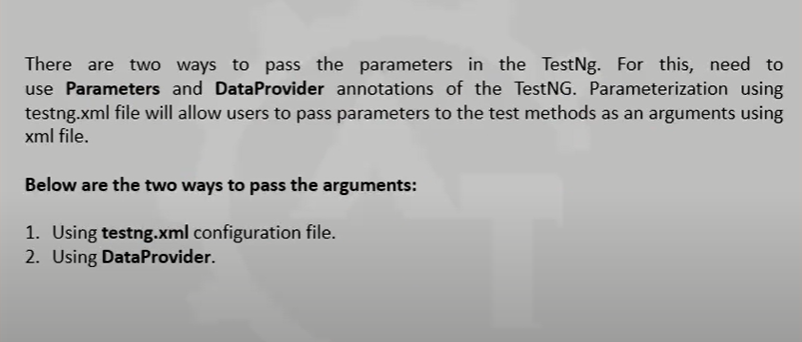 There are two ways to pass the parameters in the TestNg. For this, need to
use Parameters and DataProvider annotations of the TestNG. Parameterization using
testng.xml file will allow users to pass parameters to the test methods as an arguments using
xml file.
Below are the two ways to pass the arguments:
1. Using testng.xml configuration file.
2. Using DataProvider.